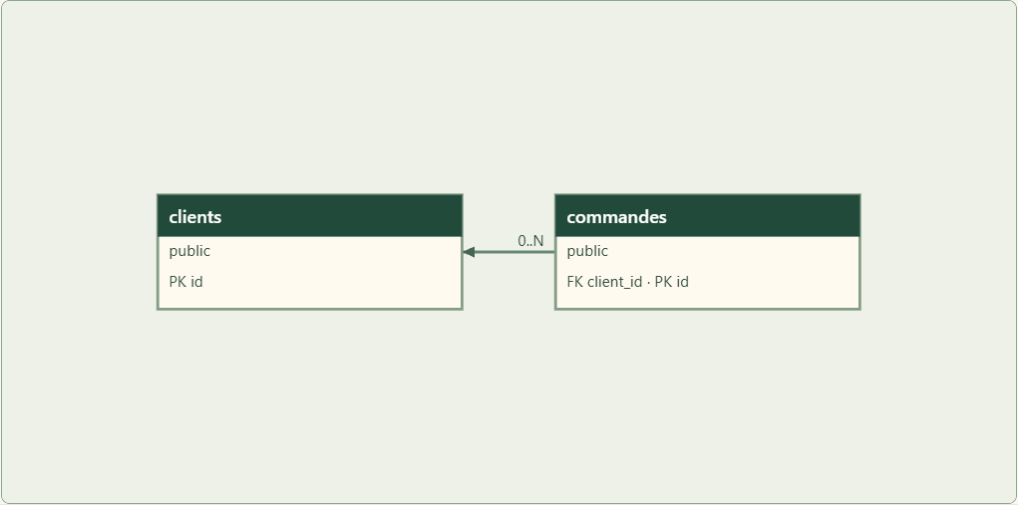 clients
public
PK id
0..N
commandes
public
FK client_id · PK id